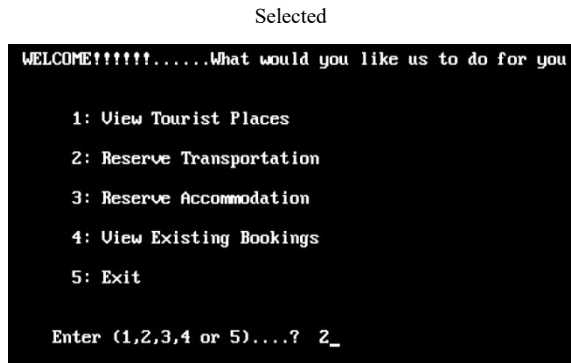 Selected
WELCOME!!!!!!......What would you like us to do for you
1: View Tourist Places
2: Reserve Transportation
3: Reserve Accommodation
4: View Existing Bookings
5: Exit
Enter (1,2,3,4 or 5)....? 2_